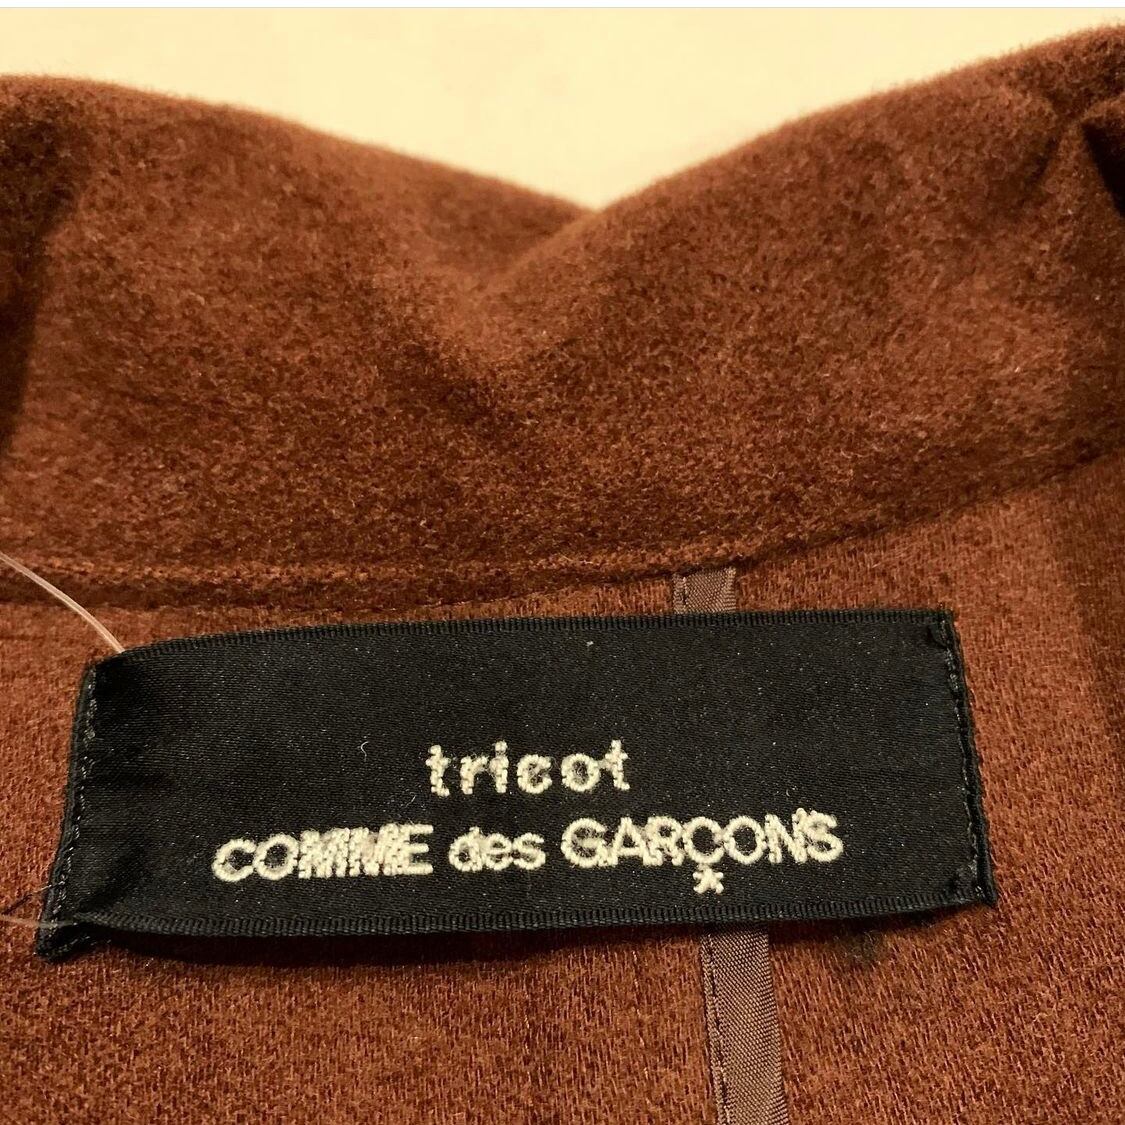 tricot
COMME des GARÇONS
*